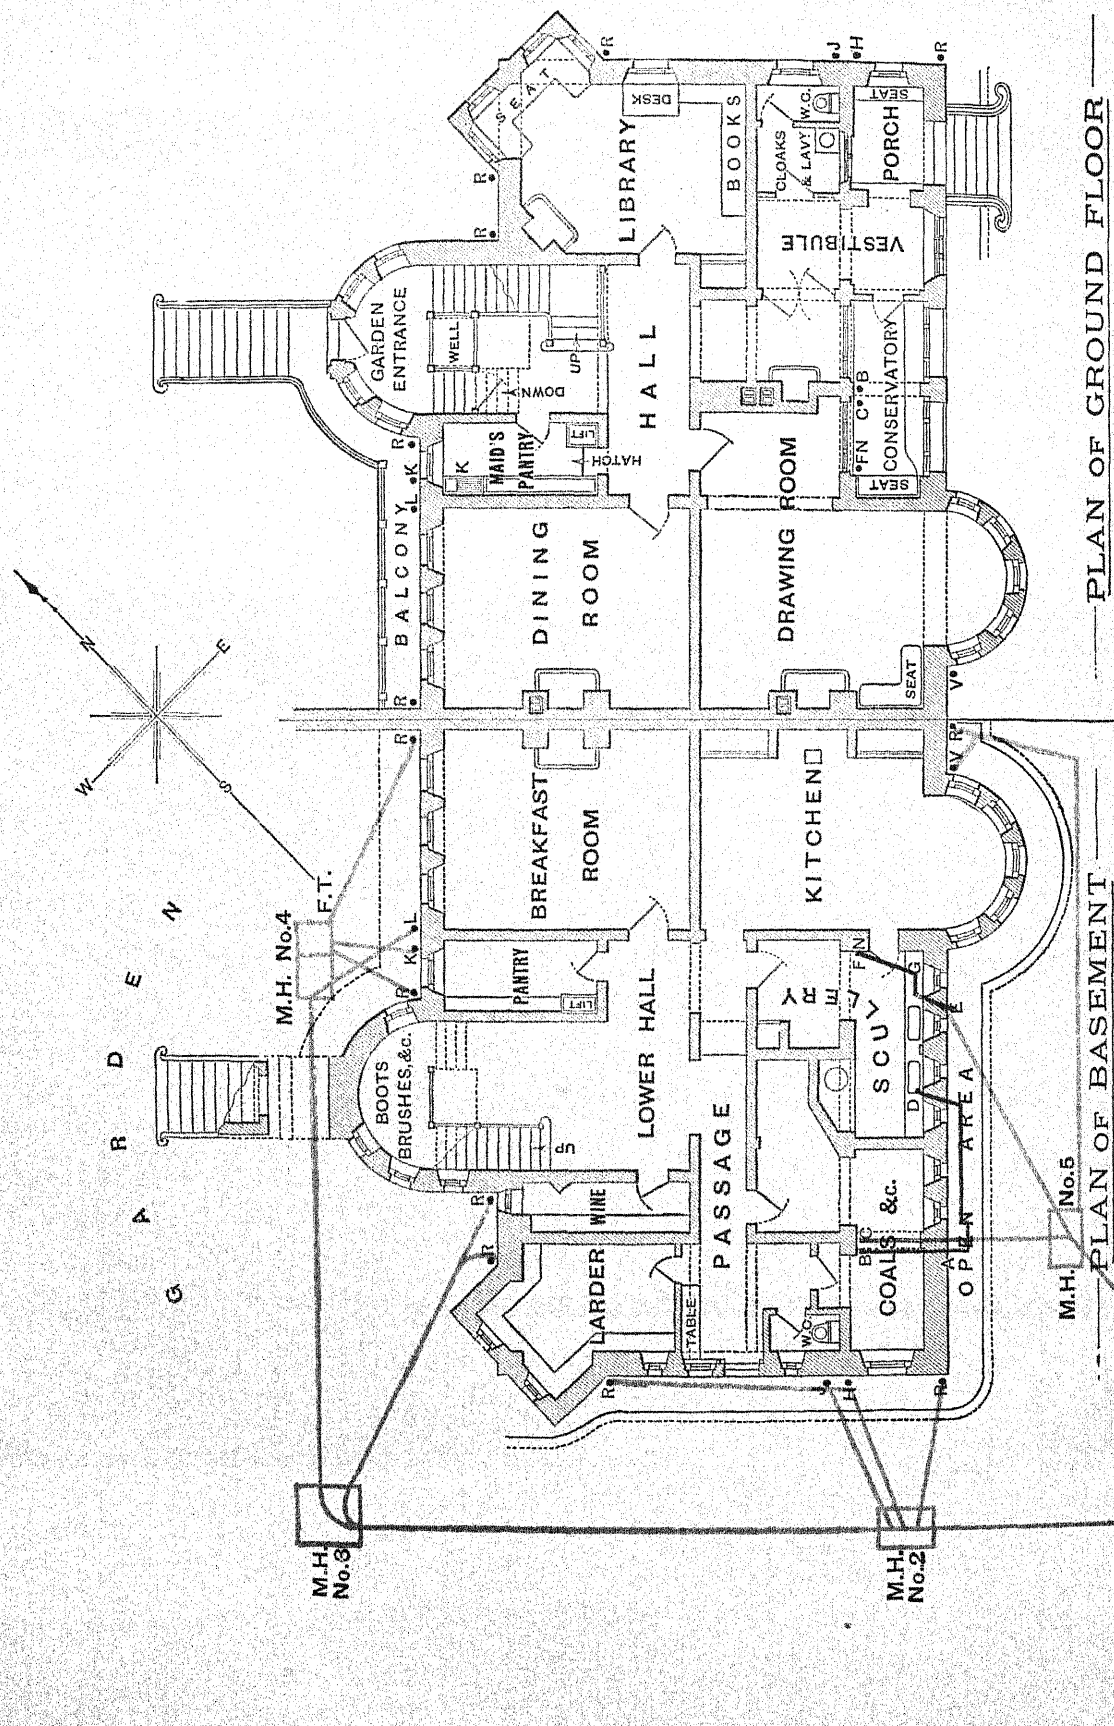 PLAN OF BASEMENT
PLAN OF GROUND FLOOR
GARDEN
N
E
S
W
M.H.
No.3
M.H. No.4
F.T.
M.H.
No.2
M.H. No.5
LARDER
WINE
TABLE
PASSAGE
W.C.
COALS &c.
BOOTS
BRUSHES, &c.
UP
LOWER HALL
PANTRY
LIFT
BREAKFAST
ROOM
KITCHEN
SCULLERY
OPEN AREA
R
R
R
J
H
R
B
C
A
D
E
G
FN
R
K
L
R
V
R
BALCONY
R
L
K
R
DINING
ROOM
DRAWING ROOM
SEAT
V
MAID'S
PANTRY
K
LIFT
HATCH
GARDEN
ENTRANCE
WELL
DOWN
UP
HALL
SEAT
FN
C
B
CONSERVATORY
VESTIBULE
CLOAKS
& LAVY
W.C.
PORCH
SEAT
LIBRARY
DESK
BOOKS
SEAT
R
R
R
J
H
R